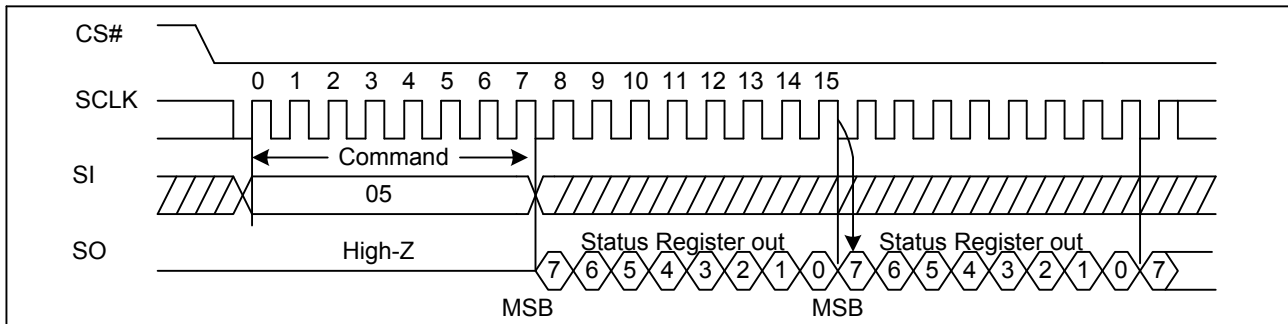 CS#
0 1 2 3 4 5 6 7 8 9 10 11 12 13 14 15
SCLK
Command
SI
05
SO
High-Z
Status Register out
Status Register out
7 6 5 4 3 2 1 0 7 6 5 4 3 2 1 0 7
MSB
MSB